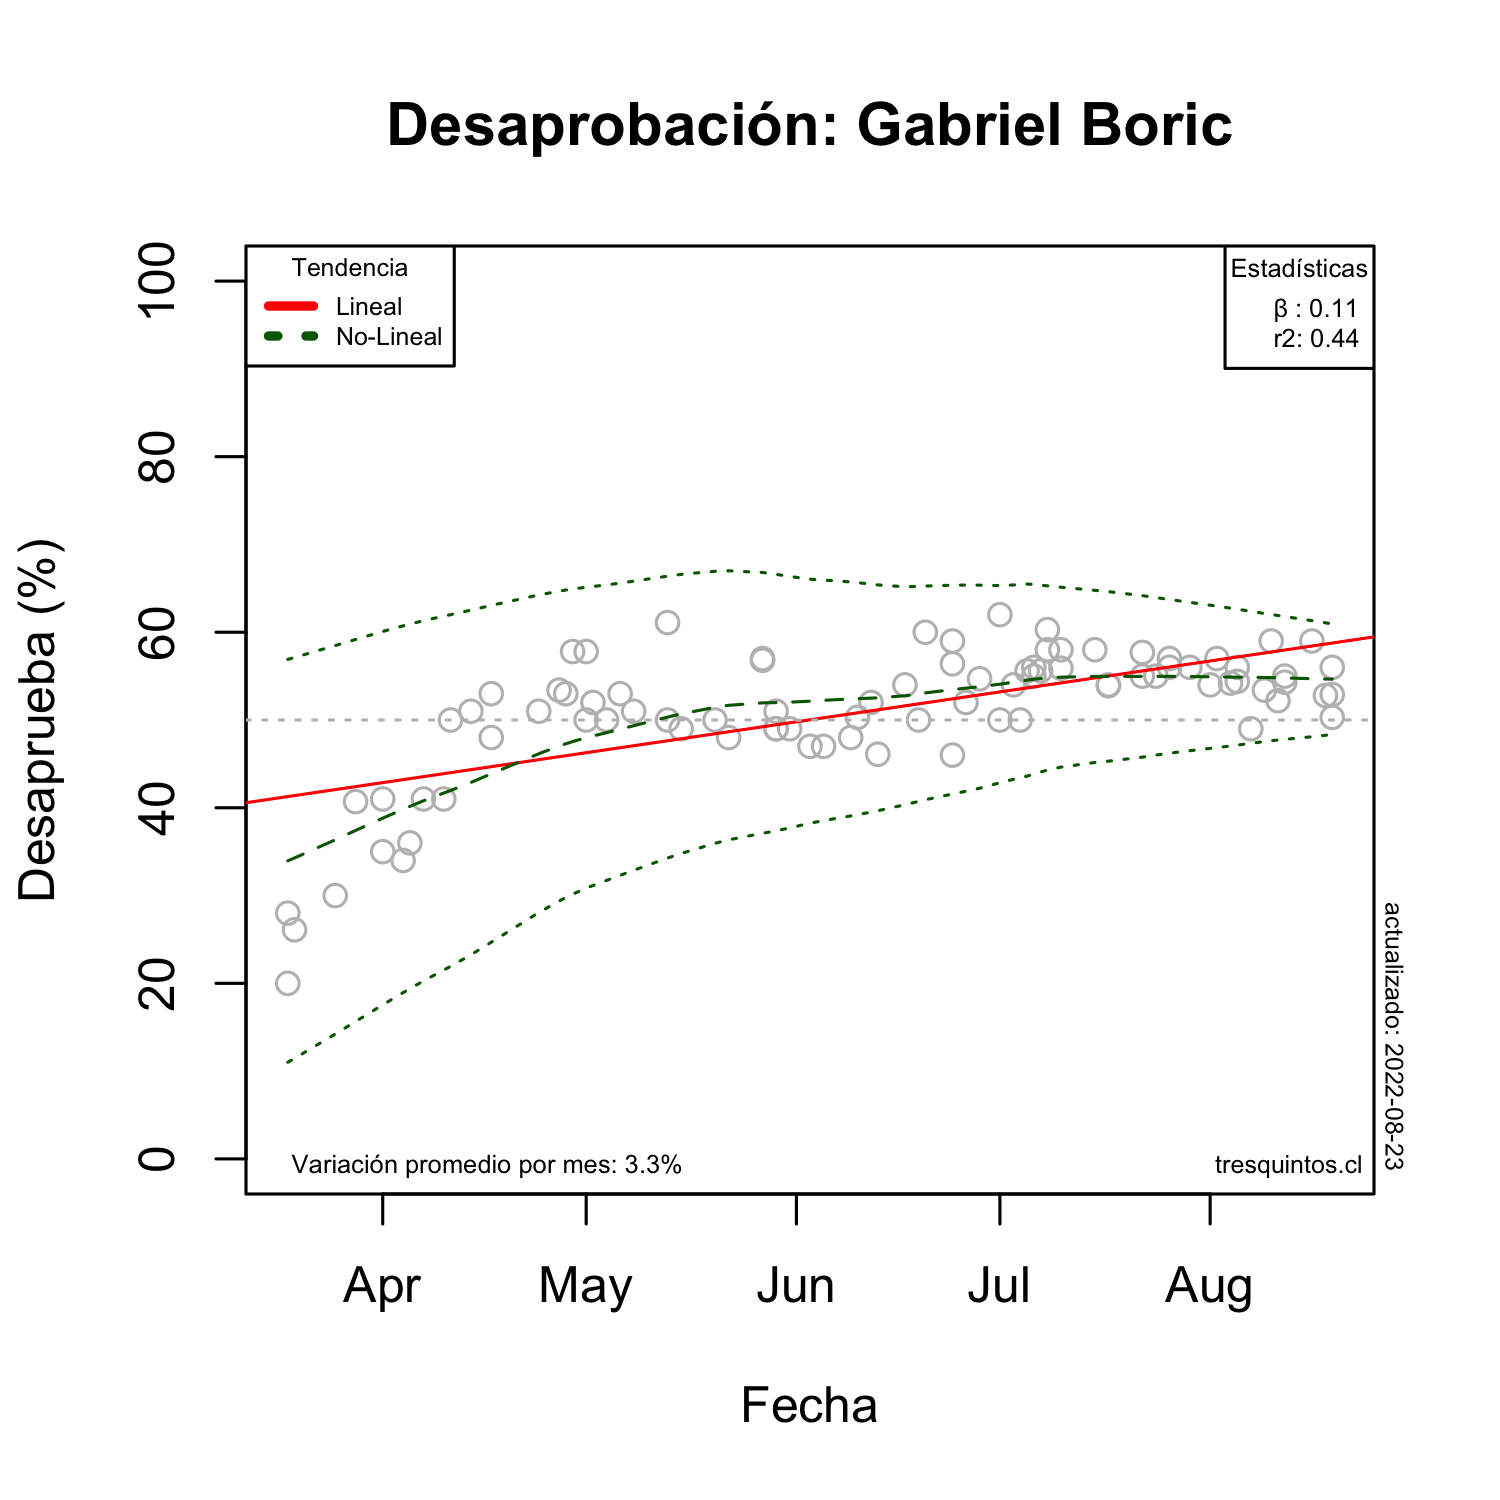 Desaprobación: Gabriel Boric
Tendencia
Lineal
No-Lineal
Estadísticas
β : 0.11
r2: 0.44
Desaprueba (%)
100
80
60
40
20
0
Variación promedio por mes: 3.3%
tresquintos.cl
actualizado: 2022-08-23
Apr May Jun Jul Aug
Fecha